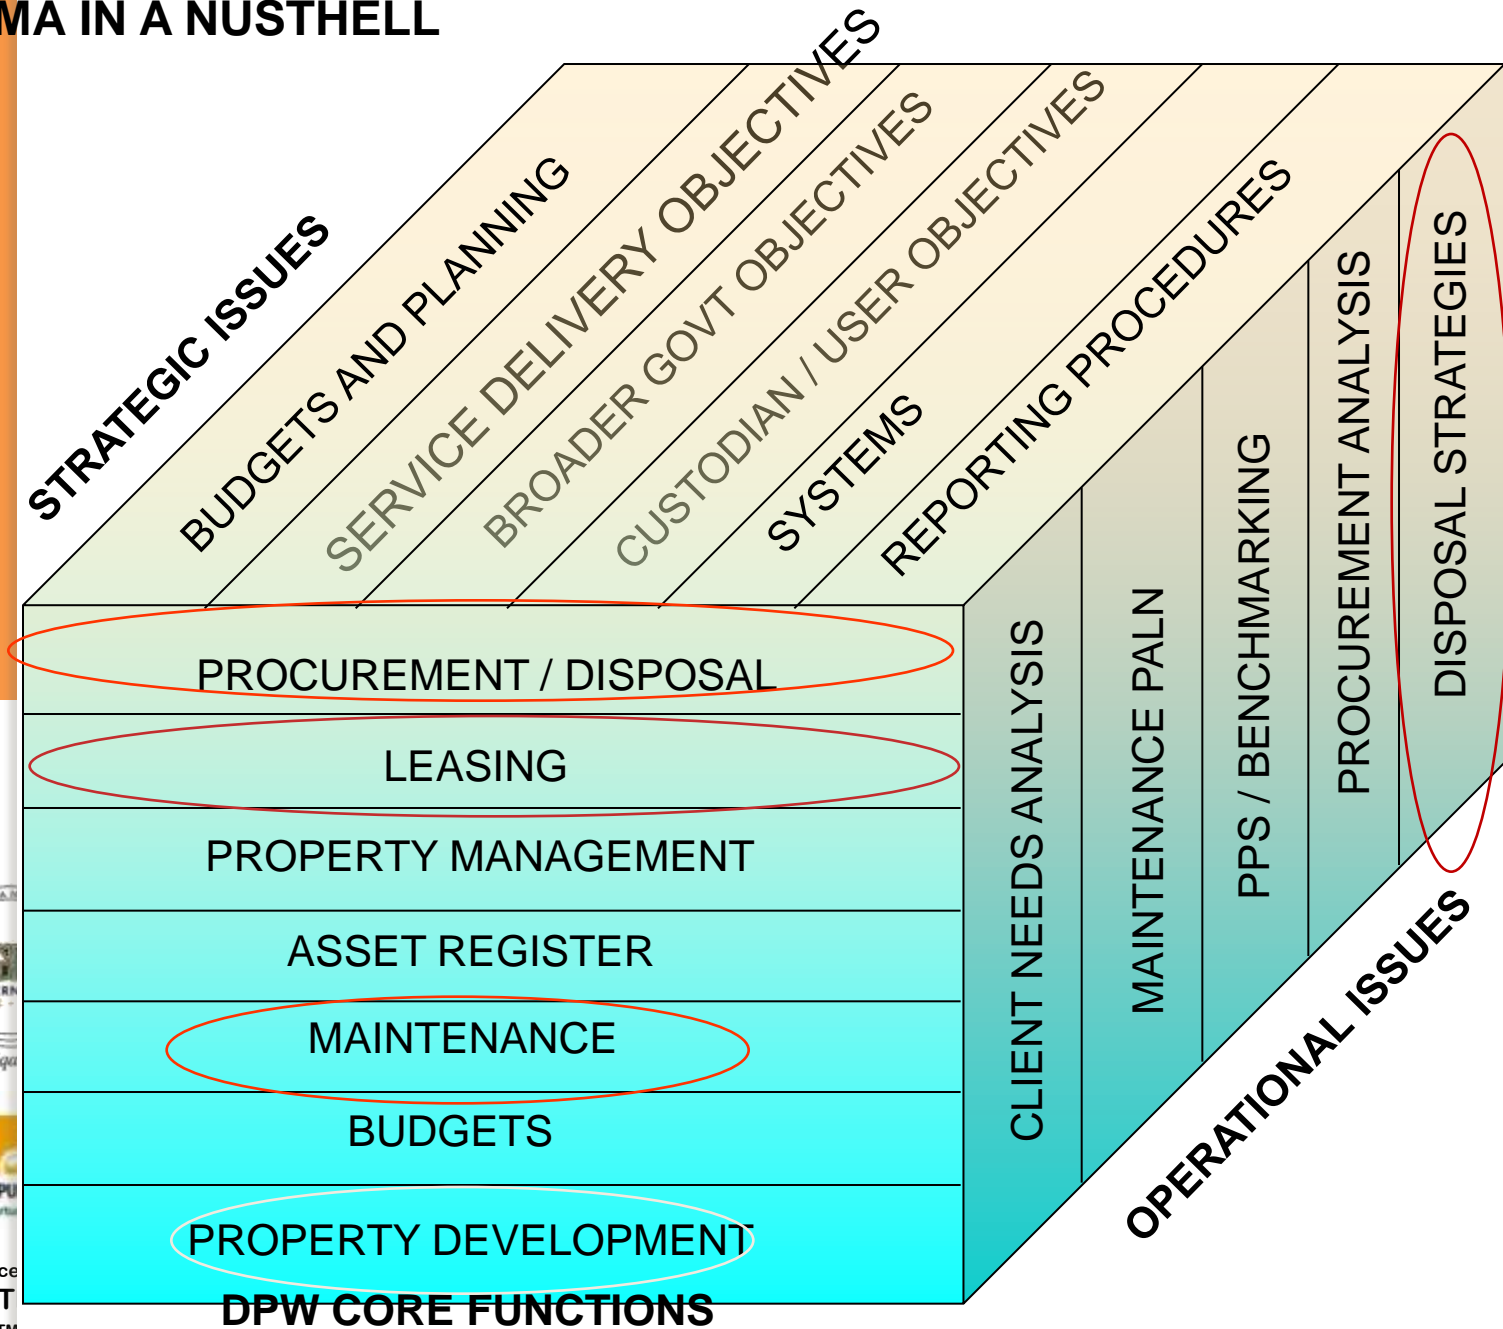 MA IN A NUSTHELL
STRATEGIC ISSUES
BUDGETS AND PLANNING
SERVICE DELIVERY OBJECTIVES
BROADER GOVT OBJECTIVES
CUSTODIAN / USER OBJECTIVES
SYSTEMS
REPORTING PROCEDURES
PROCUREMENT / DISPOSAL
LEASING
PROPERTY MANAGEMENT
ASSET REGISTER
MAINTENANCE
BUDGETS
PROPERTY DEVELOPMENT
DPW CORE FUNCTIONS
CLIENT NEEDS ANALYSIS
MAINTENANCE PALN
PPS / BENCHMARKING
PROCUREMENT ANALYSIS
DISPOSAL STRATEGIES
OPERATIONAL ISSUES